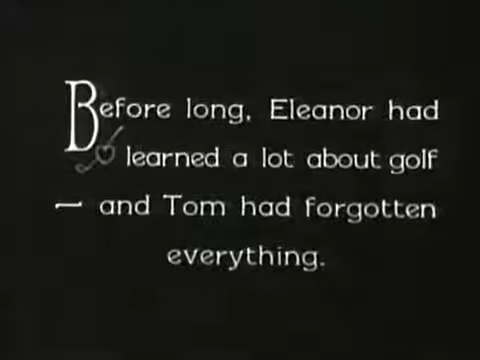 Before long, Eleanor had
learned a lot about golf
— and Tom had forgotten
everything.